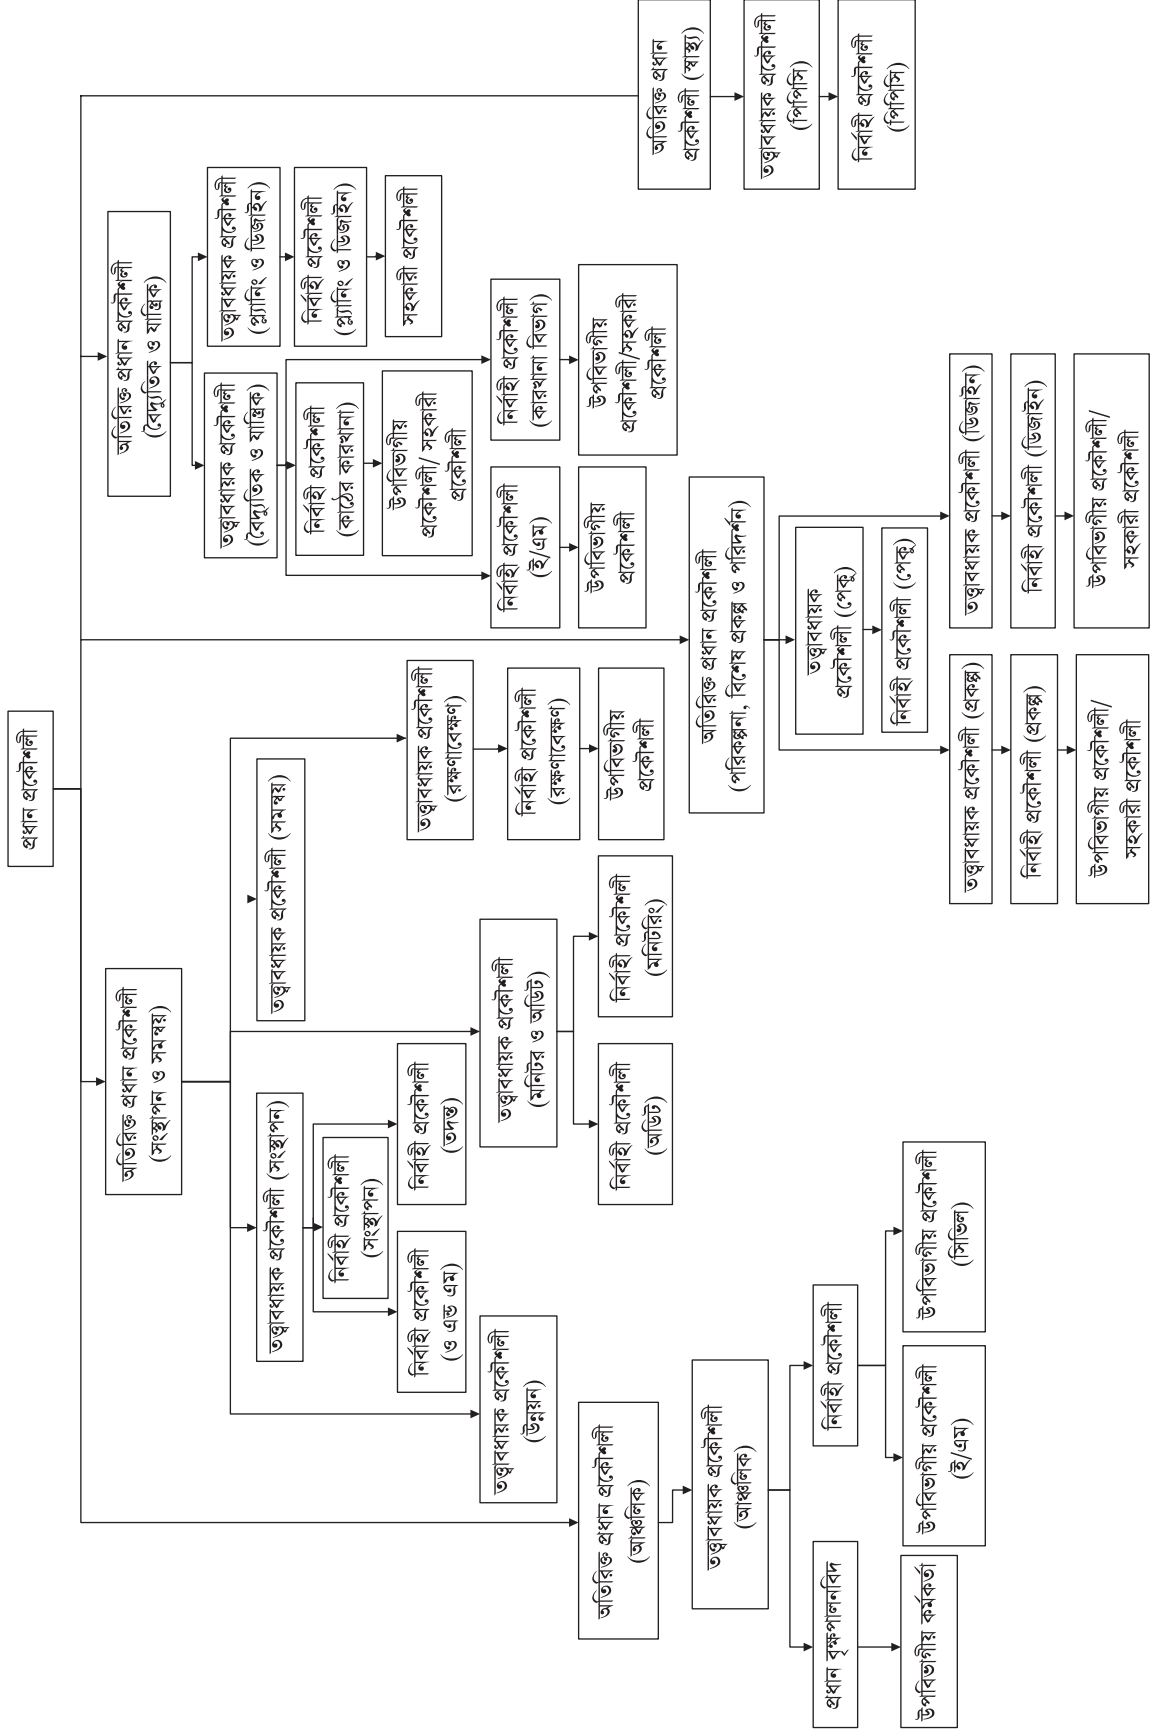 প্রধান প্রকৌশলী
অতিরিক্ত প্রধান প্রকৌশলী
(সংস্থাপন ও সমন্বয়)
তত্ত্বাবধায়ক প্রকৌশলী (সংস্থাপন)
নির্বাহী প্রকৌশলী
(সংস্থাপন)
নির্বাহী প্রকৌশলী
(ও এন্ড এম)
নির্বাহী প্রকৌশলী
(তদন্ত)
তত্ত্বাবধায়ক প্রকৌশলী (সমন্বয়)
তত্ত্বাবধায়ক প্রকৌশলী
(উন্নয়ন)
তত্ত্বাবধায়ক প্রকৌশলী
(মনিটর ও অডিট)
নির্বাহী প্রকৌশলী
(অডিট)
নির্বাহী প্রকৌশলী
(মনিটরিং)
তত্ত্বাবধায়ক প্রকৌশলী
(রক্ষণাবেক্ষণ)
নির্বাহী প্রকৌশলী
(রক্ষণাবেক্ষণ)
উপবিভাগীয়
প্রকৌশলী
অতিরিক্ত প্রধান প্রকৌশলী
(আঞ্চলিক)
তত্ত্বাবধায়ক প্রকৌশলী
(আঞ্চলিক)
প্রধান বৃক্ষপালনবিদ
উপবিভাগীয় কর্মকর্তা
নির্বাহী প্রকৌশলী
উপবিভাগীয় প্রকৌশলী
(ই/এম)
উপবিভাগীয় প্রকৌশলী
(সিভিল)
অতিরিক্ত প্রধান প্রকৌশলী
(পরিকল্পনা, বিশেষ প্রকল্প ও পরিদর্শন)
তত্ত্বাবধায়ক
প্রকৌশলী (পেকু)
নির্বাহী প্রকৌশলী (পেকু)
তত্ত্বাবধায়ক প্রকৌশলী (প্রকল্প)
নির্বাহী প্রকৌশলী (প্রকল্প)
উপবিভাগীয় প্রকৌশলী/
সহকারী প্রকৌশলী
তত্ত্বাবধায়ক প্রকৌশলী (ডিজাইন)
নির্বাহী প্রকৌশলী (ডিজাইন)
উপবিভাগীয় প্রকৌশলী/
সহকারী প্রকৌশলী
অতিরিক্ত প্রধান প্রকৌশলী
(বৈদ্যুতিক ও যান্ত্রিক)
তত্ত্বাবধায়ক প্রকৌশলী
(বৈদ্যুতিক ও যান্ত্রিক)
নির্বাহী প্রকৌশলী
(কাঠের কারখানা)
উপবিভাগীয়
প্রকৌশলী/ সহকারী
প্রকৌশলী
নির্বাহী প্রকৌশলী
(ই/এম)
উপবিভাগীয়
প্রকৌশলী
নির্বাহী প্রকৌশলী
(কারখানা বিভাগ)
উপবিভাগীয়
প্রকৌশলী/সহকারী
প্রকৌশলী
তত্ত্বাবধায়ক প্রকৌশলী
(প্ল্যানিং ও ডিজাইন)
নির্বাহী প্রকৌশলী
(প্ল্যানিং ও ডিজাইন)
সহকারী প্রকৌশলী
অতিরিক্ত প্রধান
প্রকৌশলী (স্বাস্থ্য)
তত্ত্বাবধায়ক প্রকৌশলী
(পিপিসি)
নির্বাহী প্রকৌশলী
(পিপিসি)